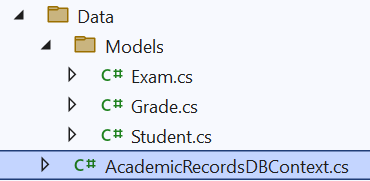 Data
Models
C# Exam.cs
C# Grade.cs
C# Student.cs
C# AcademicRecordsDBContext.cs